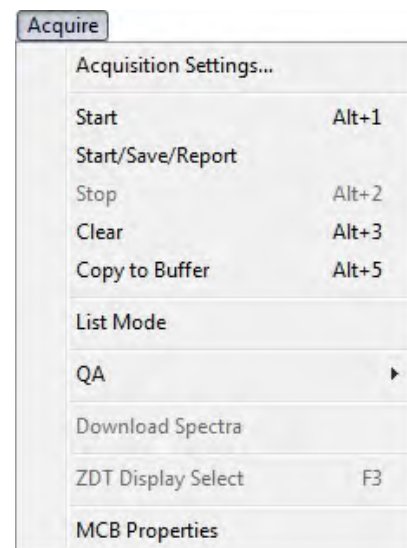 Acquire
Acquisition Settings...
Start Alt+1
Start/Save/Report
Stop Alt+2
Clear Alt+3
Copy to Buffer Alt+5
List Mode
QA
Download Spectra
ZDT Display Select F3
MCB Properties